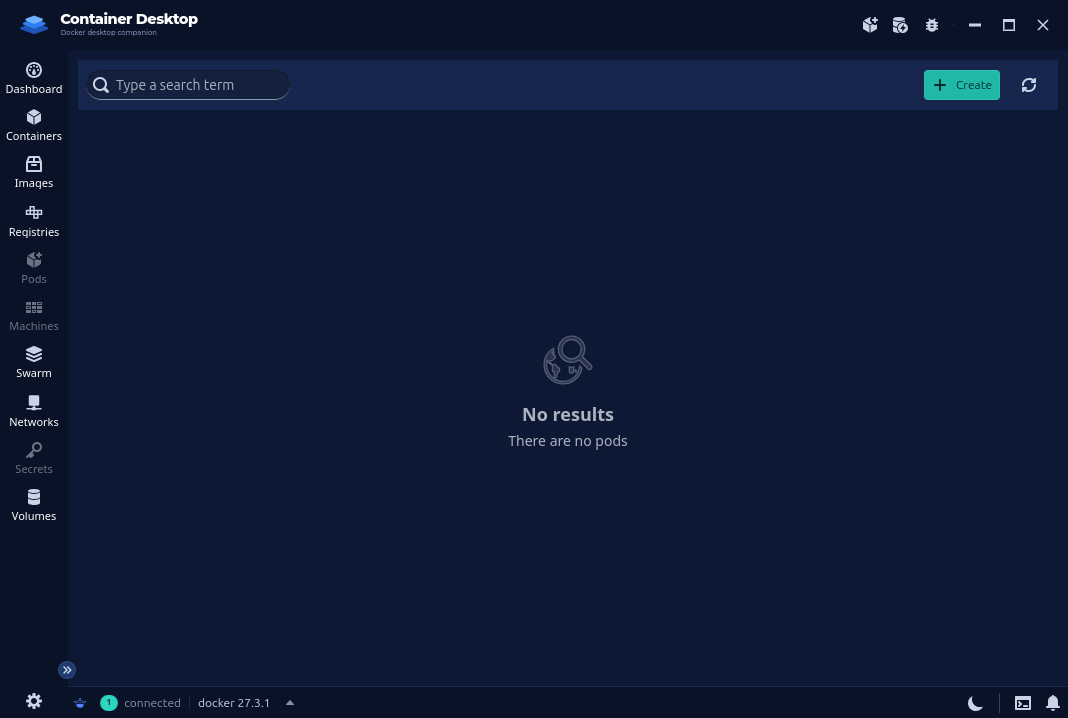 Container Desktop
Docker desktop companion
Type a search term
Create
Dashboard
Containers
Images
Registries
Pods
Machines
Swarm
Networks
Secrets
Volumes
No results
There are no pods
1 connected docker 27.3.1